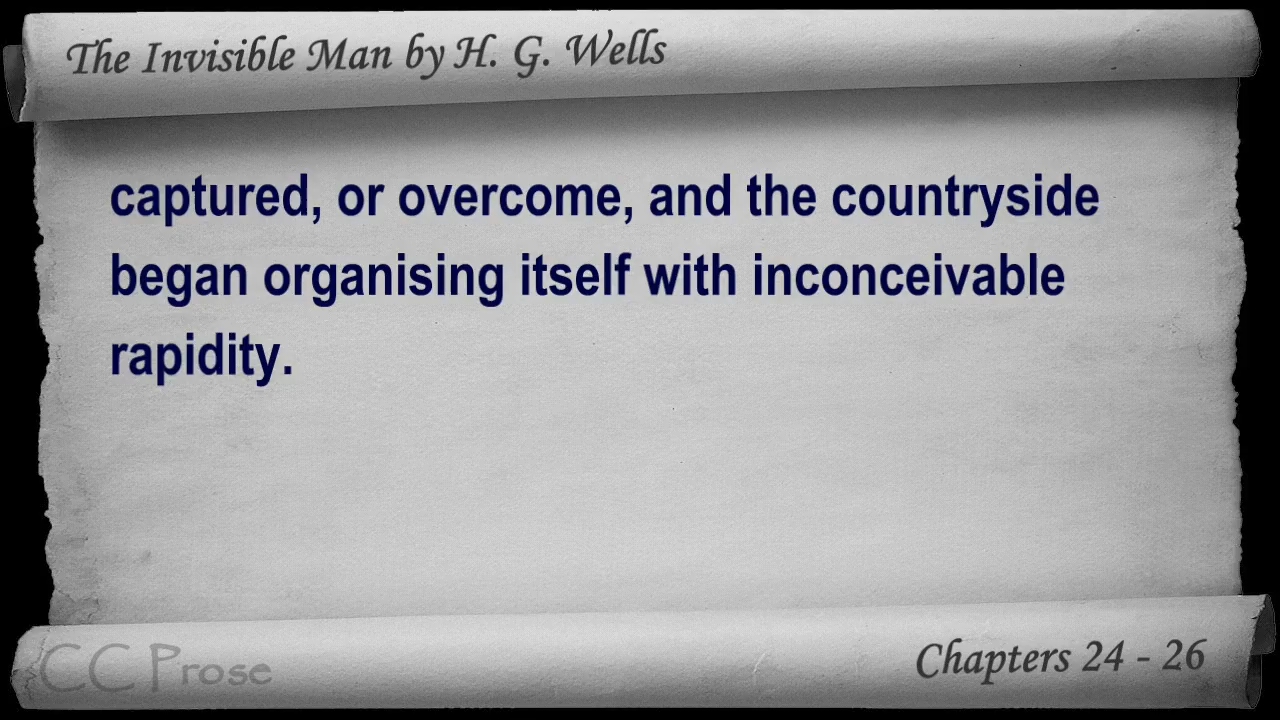 The Invisible Man by H. G. Wells
captured, or overcome, and the countryside
began organising itself with inconceivable
rapidity.
CC Prose
Chapters 24 - 26